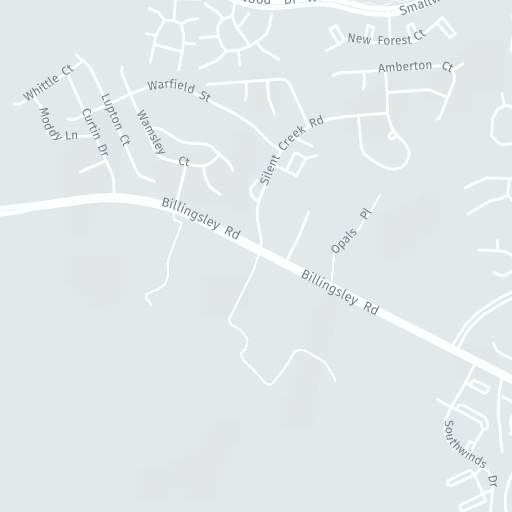 Smallw
New Forest Ct
Amberton Ct
Whittle Ct
Warfield St
Lupton Ct
Curtin Dr
Moddy Ln
Wamsley Ct
Silent Creek Rd
Billingsley Rd
Opals Pl
Billingsley Rd
Southwinds Dr